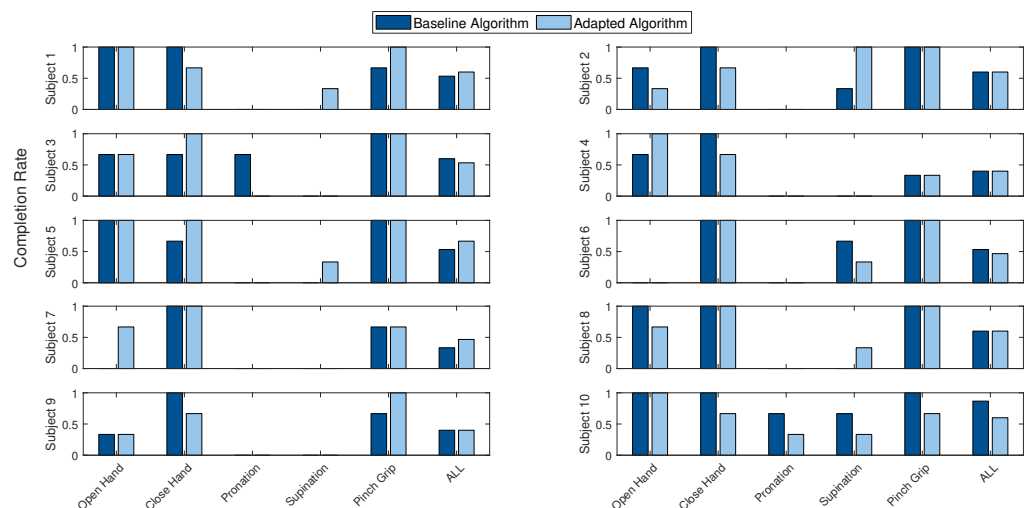 Baseline Algorithm Adapted Algorithm
Completion Rate
Subject 1
1
0.5
0
Subject 2
1
0.5
0
Subject 3
1
0.5
0
Subject 4
1
0.5
0
Subject 5
1
0.5
0
Subject 6
1
0.5
0
Subject 7
1
0.5
0
Subject 8
1
0.5
0
Subject 9
1
0.5
0
Open Hand
Close Hand
Pronation
Supination
Pinch Grip
ALL
Subject 10
1
0.5
0
Open Hand
Close Hand
Pronation
Supination
Pinch Grip
ALL